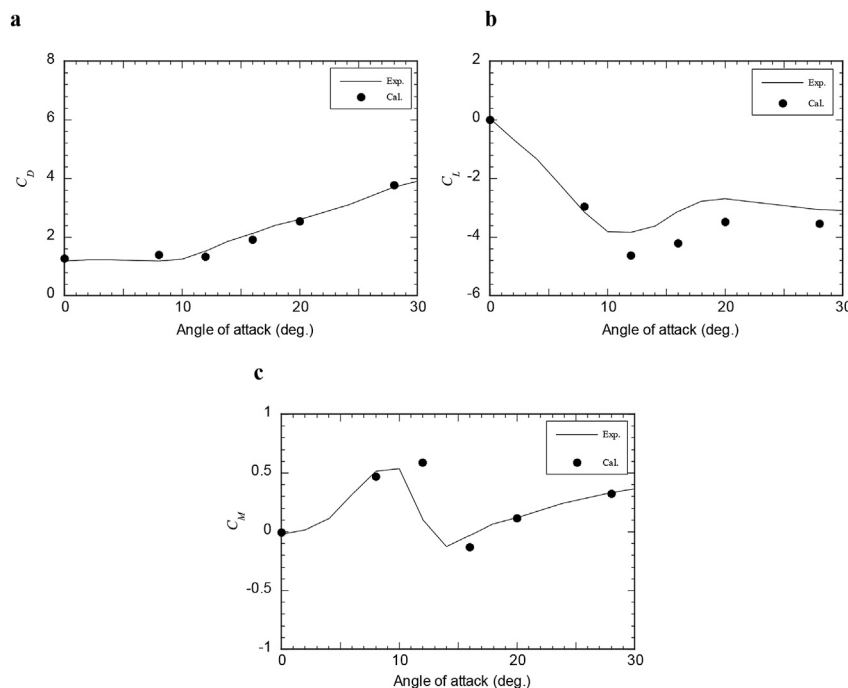 a
8
6
4
2
0
C_D
0
10
20
30
Angle of attack (deg.)
Exp.
Cal.
b
2
0
-2
-4
-6
C_L
0
10
20
30
Angle of attack (deg.)
Exp.
Cal.
c
1
0.5
0
-0.5
-1
C_M
0
10
20
30
Angle of attack (deg.)
Exp.
Cal.